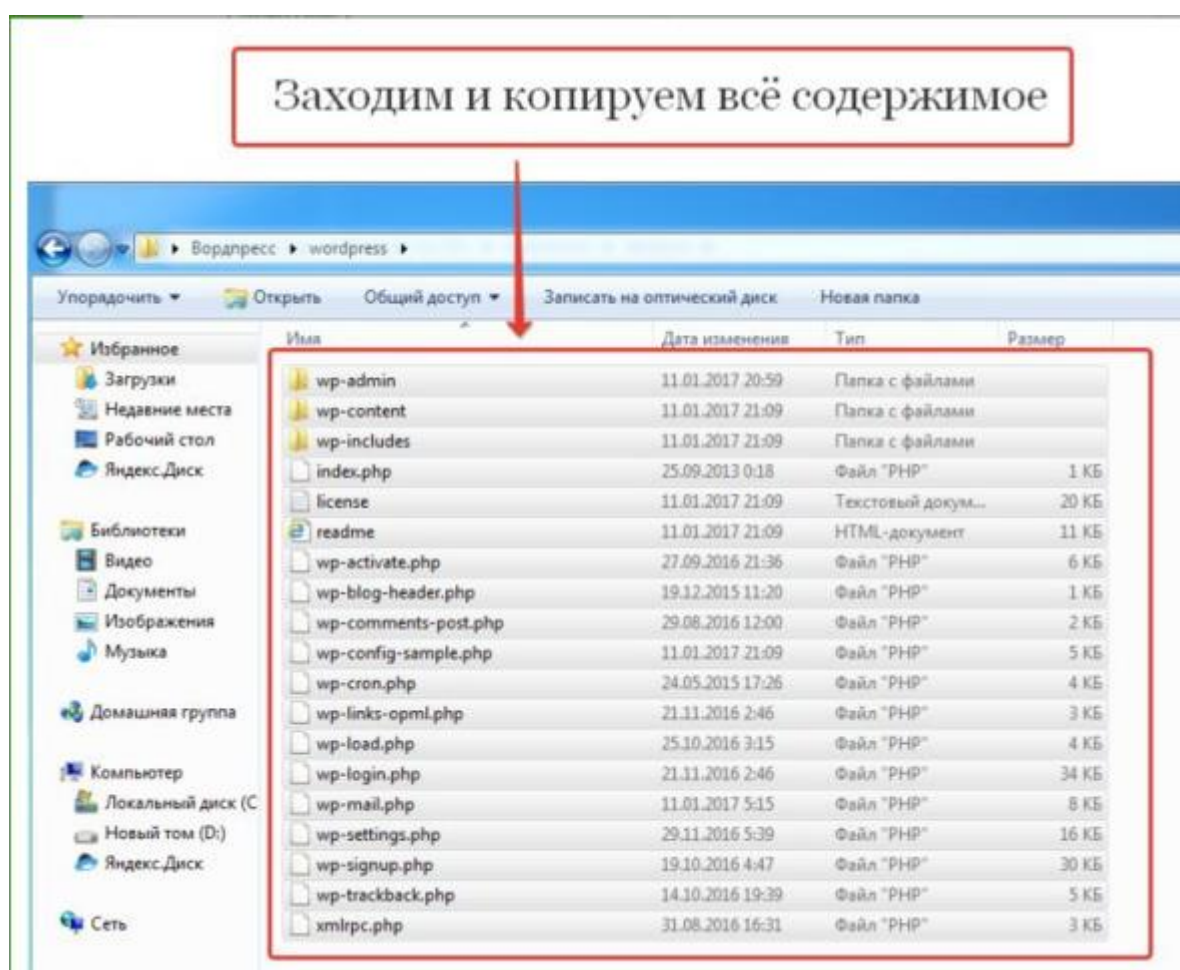 Заходим и копируем всё содержимое
Вордпресс wordpress
Упорядочить Открыть Общий доступ Записать на оптический диск Новая папка
Имя Дата изменения Тип Размер
Избранное
Загрузки
Недавние места
Рабочий стол
Яндекс.Диск
Библиотеки
Видео
Документы
Изображения
Музыка
Домашняя группа
Компьютер
Локальный диск (C
Новый том (D:)
Яндекс.Диск
Сеть
wp-admin 11.01.2017 20:59 Папка с файлами
wp-content 11.01.2017 21:09 Папка с файлами
wp-includes 11.01.2017 21:09 Папка с файлами
index.php 25.09.2013 0:18 Файл "PHP" 1 КБ
license 11.01.2017 21:09 Текстовый докум... 20 КБ
readme 11.01.2017 21:09 HTML-документ 11 КБ
wp-activate.php 27.09.2016 21:36 Файл "PHP" 6 КБ
wp-blog-header.php 19.12.2015 11:20 Файл "PHP" 1 КБ
wp-comments-post.php 29.08.2016 12:00 Файл "PHP" 2 КБ
wp-config-sample.php 11.01.2017 21:09 Файл "PHP" 5 КБ
wp-cron.php 24.05.2015 17:26 Файл "PHP" 4 КБ
wp-links-opml.php 21.11.2016 2:46 Файл "PHP" 3 КБ
wp-load.php 25.10.2016 3:15 Файл "PHP" 4 КБ
wp-login.php 21.11.2016 2:46 Файл "PHP" 34 КБ
wp-mail.php 11.01.2017 5:15 Файл "PHP" 8 КБ
wp-settings.php 29.11.2016 5:39 Файл "PHP" 16 КБ
wp-signup.php 19.10.2016 4:47 Файл "PHP" 30 КБ
wp-trackback.php 14.10.2016 19:39 Файл "PHP" 5 КБ
xmlrpc.php 31.08.2016 16:31 Файл "PHP" 3 КБ